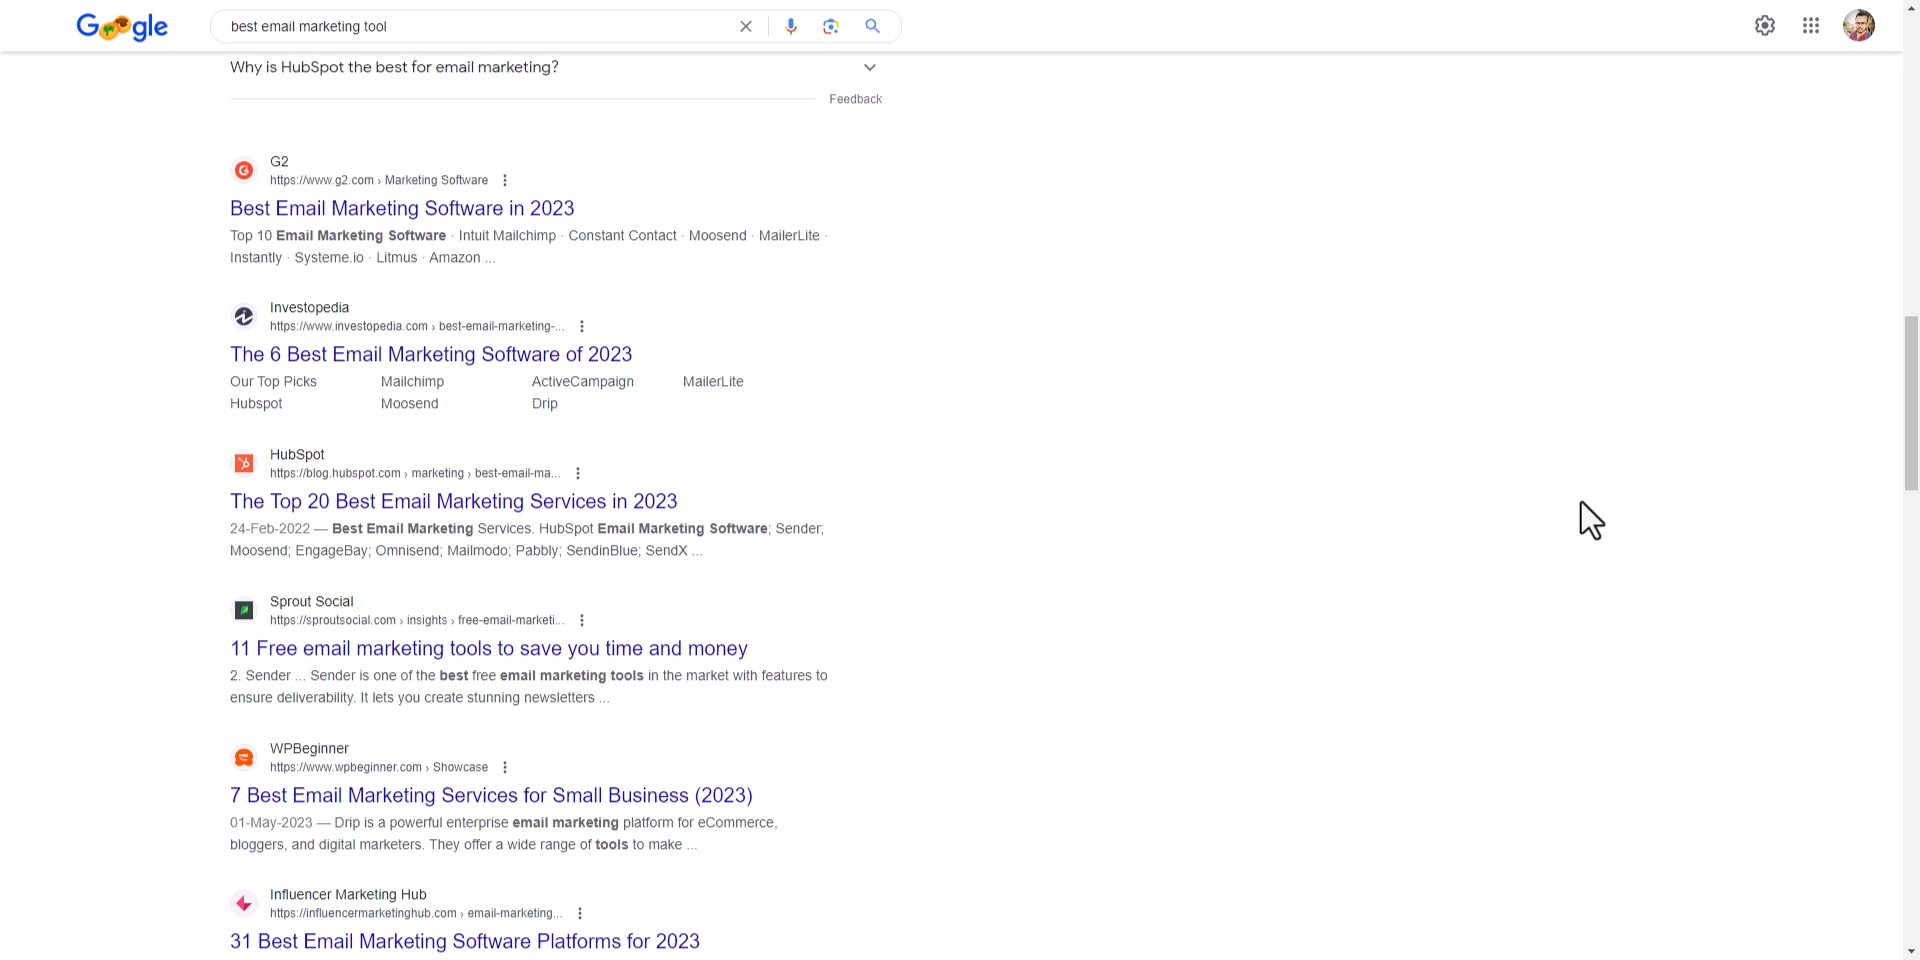 Google
best email marketing tool
Why is HubSpot the best for email marketing?
Feedback
G2
https://www.g2.com › Marketing Software
Best Email Marketing Software in 2023
Top 10 Email Marketing Software · Intuit Mailchimp · Constant Contact · Moosend · MailerLite ·
Instantly · Systeme.io · Litmus · Amazon ...
Investopedia
https://www.investopedia.com › best-email-marketing-...
The 6 Best Email Marketing Software of 2023
Our Top Picks Mailchimp ActiveCampaign MailerLite
Hubspot Moosend Drip
HubSpot
https://blog.hubspot.com › marketing › best-email-ma...
The Top 20 Best Email Marketing Services in 2023
24-Feb-2022 — Best Email Marketing Services. HubSpot Email Marketing Software; Sender;
Moosend; EngageBay; Omnisend; Mailmodo; Pabbly; SendinBlue; SendX ...
Sprout Social
https://sproutsocial.com › insights › free-email-marketi...
11 Free email marketing tools to save you time and money
2. Sender ... Sender is one of the best free email marketing tools in the market with features to
ensure deliverability. It lets you create stunning newsletters ...
WPBeginner
https://www.wpbeginner.com › Showcase
7 Best Email Marketing Services for Small Business (2023)
01-May-2023 — Drip is a powerful enterprise email marketing platform for eCommerce,
bloggers, and digital marketers. They offer a wide range of tools to make ...
Influencer Marketing Hub
https://influencermarketinghub.com › email-marketing...
31 Best Email Marketing Software Platforms for 2023